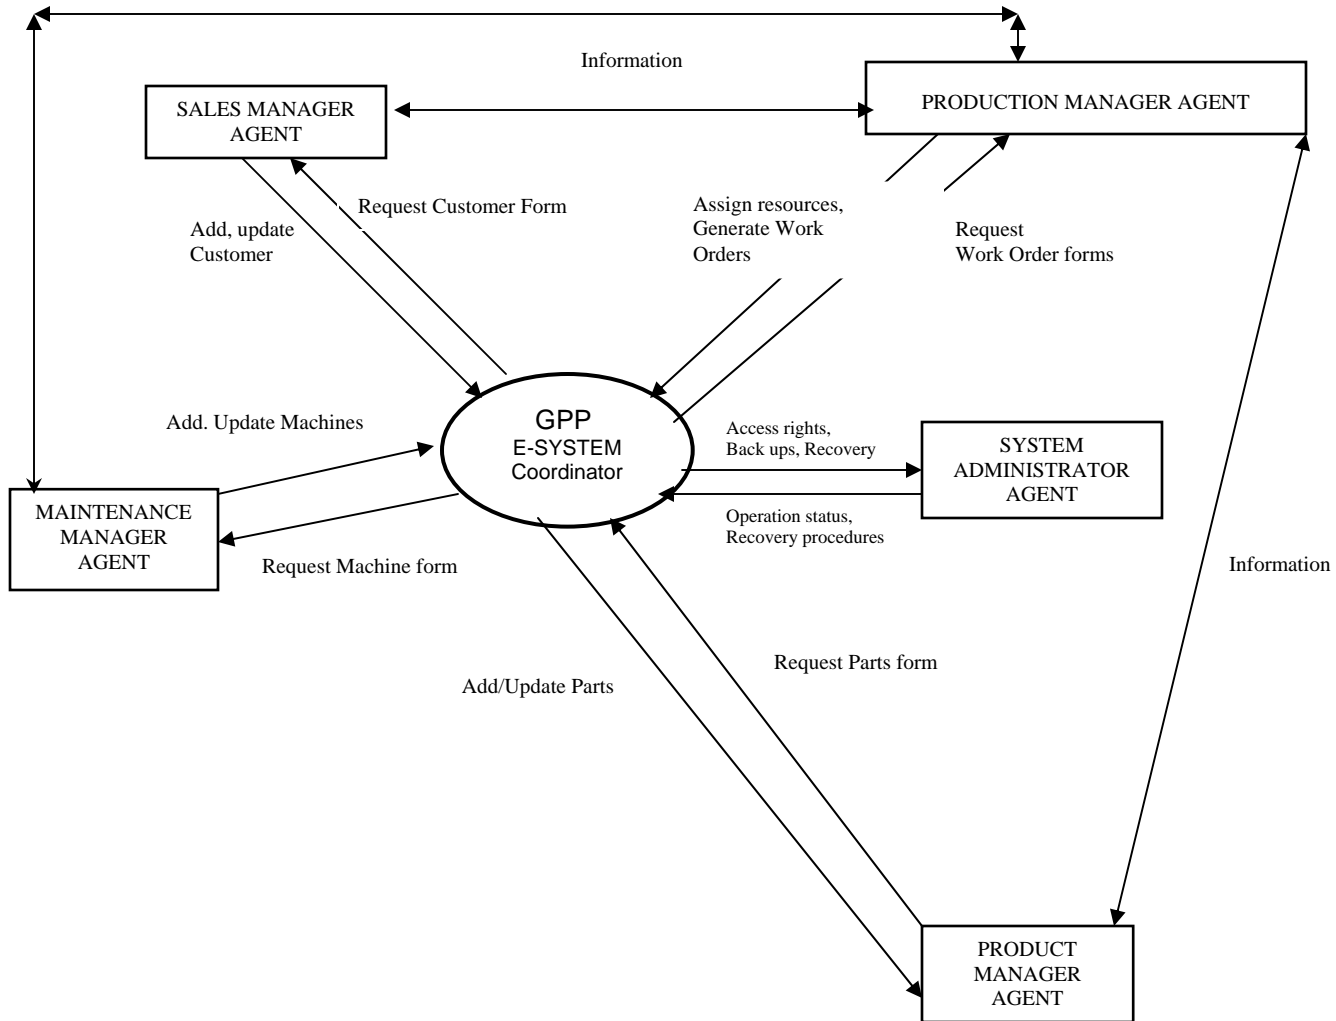 Information
SALES MANAGER
AGENT
PRODUCTION MANAGER AGENT
Request Customer Form
Add, update
Customer
Assign resources,
Generate Work
Orders
Request
Work Order forms
Add. Update Machines
GPP
E-SYSTEM
Coordinator
Access rights,
Back ups, Recovery
SYSTEM
ADMINISTRATOR
AGENT
MAINTENANCE
MANAGER
AGENT
Operation status,
Recovery procedures
Request Machine form
Information
Request Parts form
Add/Update Parts
PRODUCT
MANAGER
AGENT